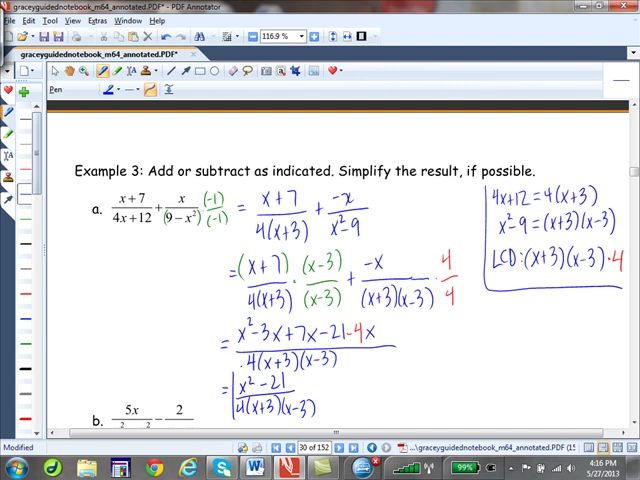 graceyguidednotebook_m64_annotated.PDF* - PDF Annotator
File Edit Tool View Favorites Extras Window Help
116.9 %
graceyguidednotebook_m64_annotated.PDF*
Pen
Example 3: Add or subtract as indicated. Simplify the result, if possible.
a. (x + 7)/(4x + 12) + x/(9 − x²) · (-1)/(-1) = (x + 7)/(4(x+3)) + (-x)/(x²-9)
4x+12 = 4(x+3)
x²-9 = (x+3)(x-3)
LCD: (x+3)(x-3)·4
= (x+7)/(4(x+3)) · (x-3)/(x-3) + (-x)/((x+3)(x-3)) · 4/4
= (x²-3x+7x-21-4x)/(4(x+3)(x-3))
= (x²-21)/(4(x+3)(x-3))
b. 5x − 2
Modified
30 of 152
graceyguidednotebook_m64_annotated.PDF* (15
99%
4:16 PM
5/27/2013